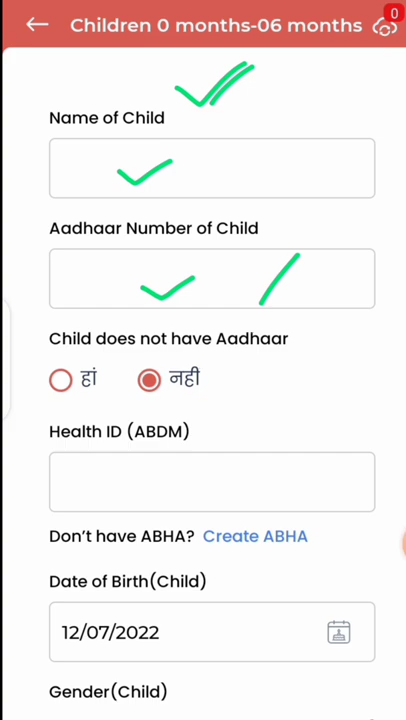 Children 0 months-06 months
0
Name of Child
Aadhaar Number of Child
Child does not have Aadhaar
हां नही
Health ID (ABDM)
Don't have ABHA? Create ABHA
Date of Birth(Child)
12/07/2022
Gender(Child)